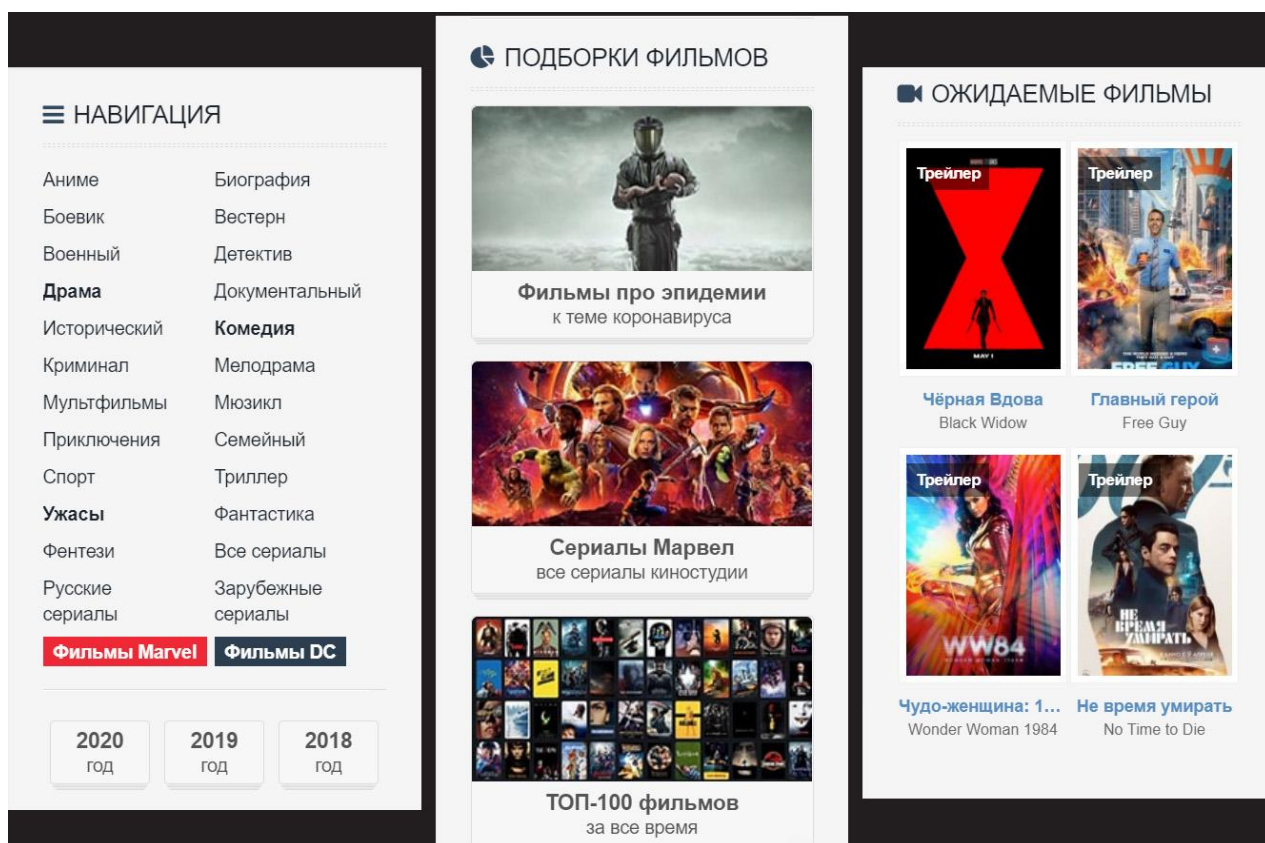 НАВИГАЦИЯ
Аниме
Биография
Боевик
Вестерн
Военный
Детектив
Драма
Документальный
Исторический
Комедия
Криминал
Мелодрама
Мультфильмы
Мюзикл
Приключения
Семейный
Спорт
Триллер
Ужасы
Фантастика
Фентези
Все сериалы
Русские
сериалы
Зарубежные
сериалы
Фильмы Marvel
Фильмы DC
2020
год
2019
год
2018
год
ПОДБОРКИ ФИЛЬМОВ
Фильмы про эпидемии
к теме коронавируса
Сериалы Марвел
все сериалы киностудии
ТОП-100 фильмов
за все время
ОЖИДАЕМЫЕ ФИЛЬМЫ
Трейлер
MAY 1
Чёрная Вдова
Black Widow
Трейлер
FREE GUY
Главный герой
Free Guy
Трейлер
WW84
Чудо-женщина: 1...
Wonder Woman 1984
Трейлер
НЕ
ВРЕМЯ
УМИРАТЬ
Не время умирать
No Time to Die